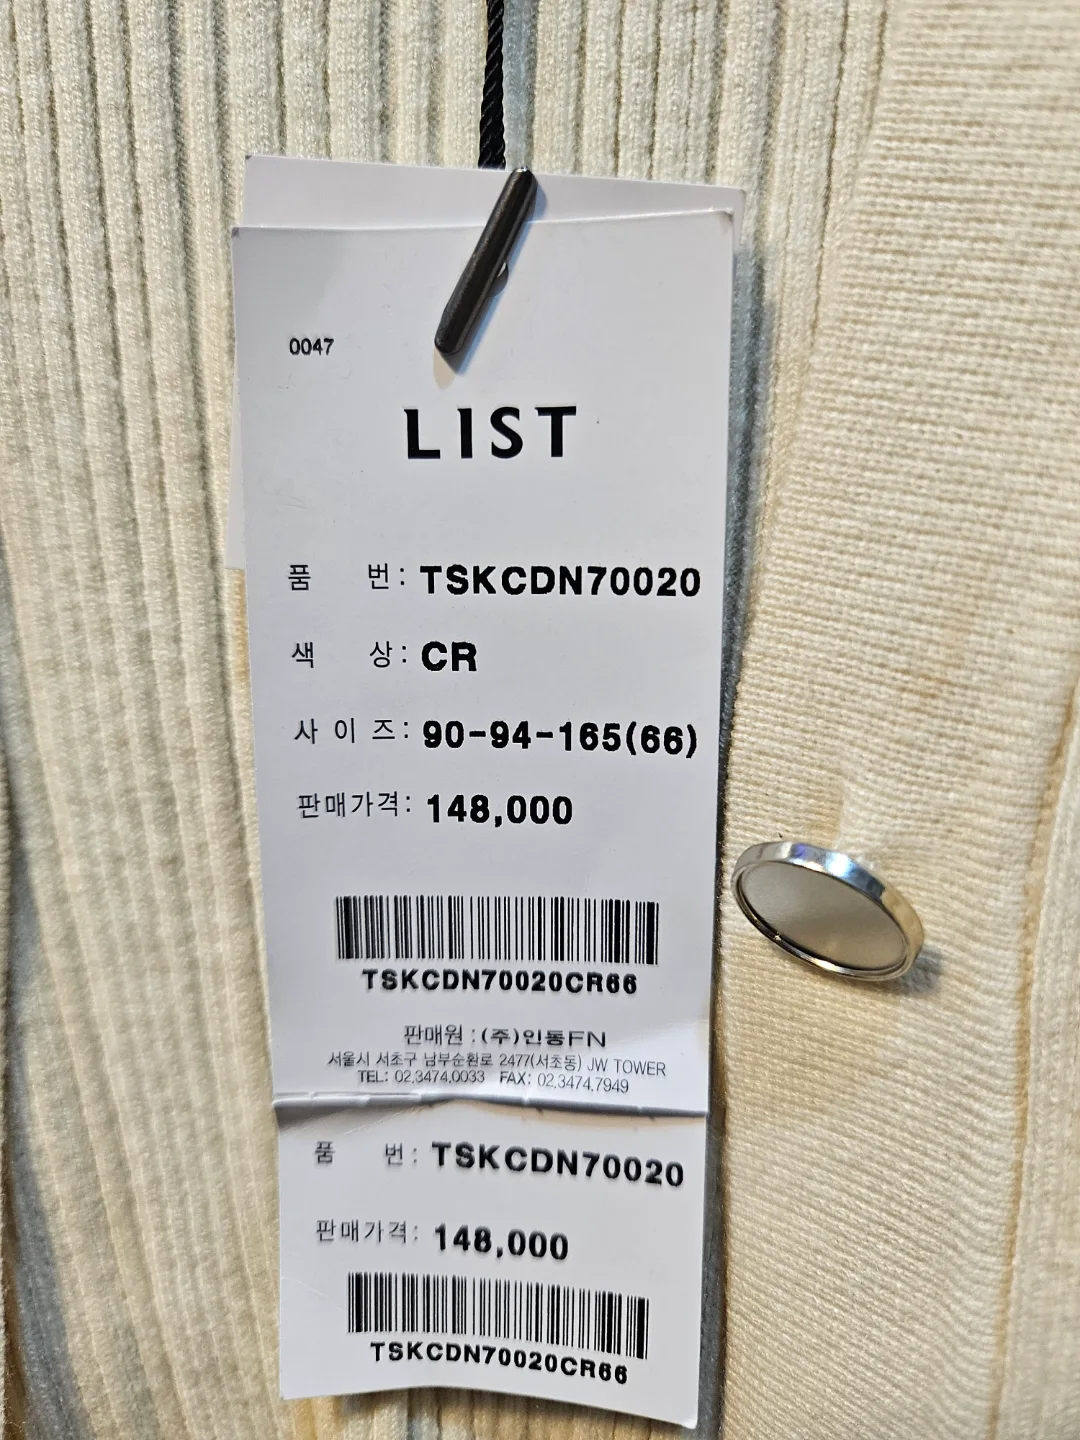 0047
LIST
품 번: TSKCDN70020
색 상: CR
사 이 즈: 90-94-165(66)
판매가격: 148,000
TSKCDN70020CR66
판매원 : (주)인동FN
서울시 서초구 남부순환로 2477(서초동) JW TOWER
TEL: 02.3474.0033 FAX: 02.3474.7949
품 번: TSKCDN70020
판매가격: 148,000
TSKCDN70020CR66